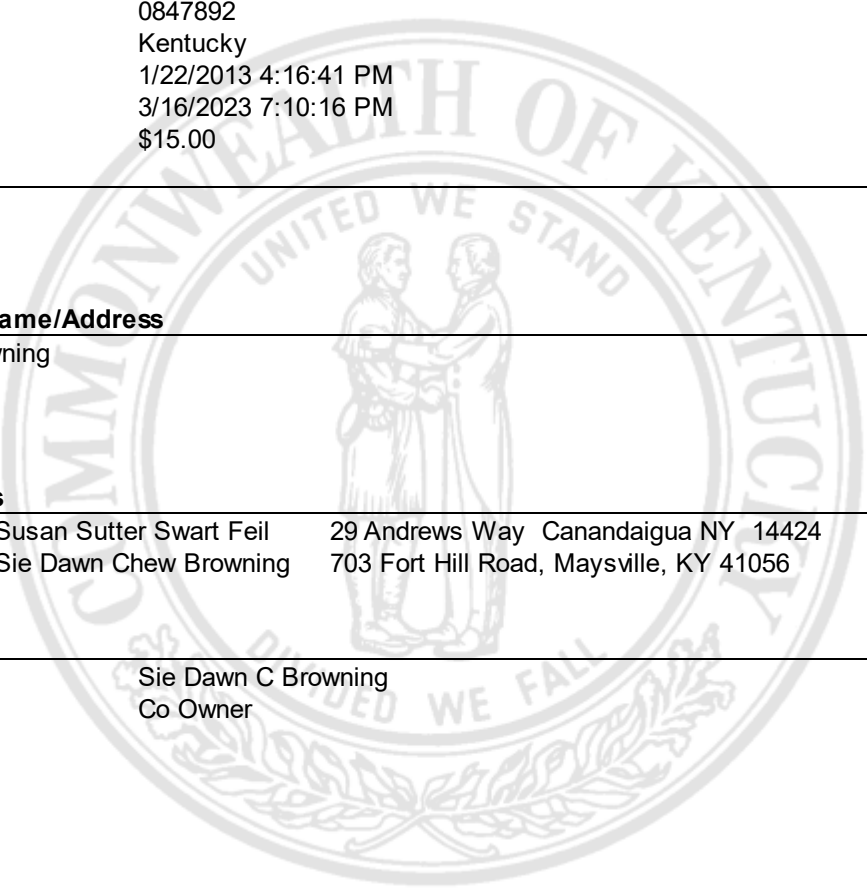 0847892
Kentucky
1/22/2013 4:16:41 PM
3/16/2023 7:10:16 PM
$15.00
COMMONWEALTH OF KENTUCKY
UNITED WE STAND
ame/Address
ning
s
Susan Sutter Swart Feil 29 Andrews Way Canandaigua NY 14424
Sie Dawn Chew Browning 703 Fort Hill Road, Maysville, KY 41056
DIVIDED WE FALL
Sie Dawn C Browning
Co Owner